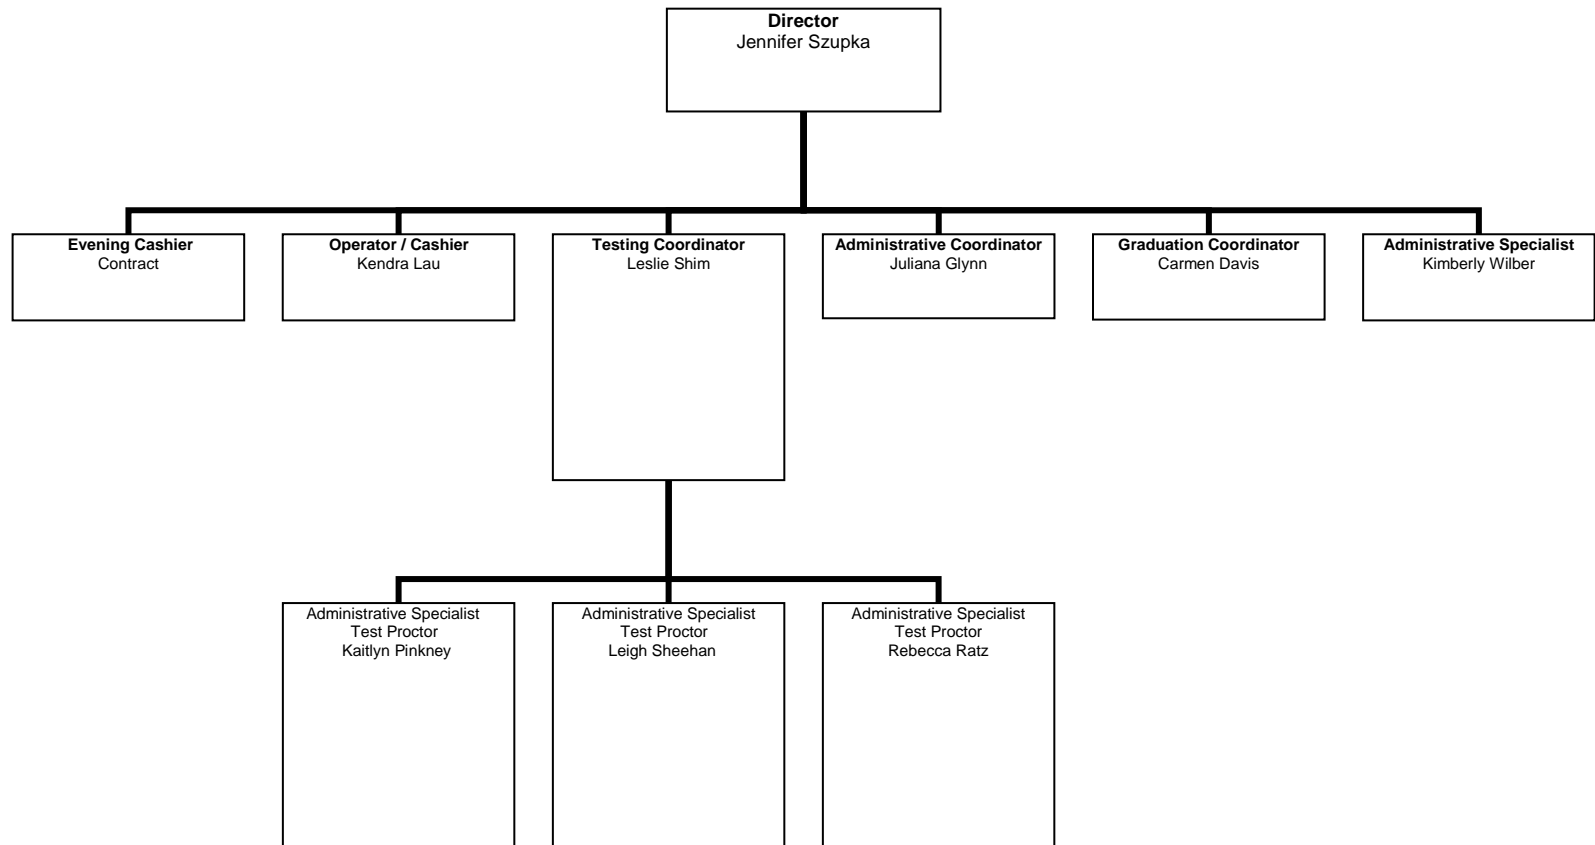 Director
Jennifer Szupka
Evening Cashier
Contract
Operator / Cashier
Kendra Lau
Testing Coordinator
Leslie Shim
Administrative Coordinator
Juliana Glynn
Graduation Coordinator
Carmen Davis
Administrative Specialist
Kimberly Wilber
Administrative Specialist
Test Proctor
Kaitlyn Pinkney
Administrative Specialist
Test Proctor
Leigh Sheehan
Administrative Specialist
Test Proctor
Rebecca Ratz